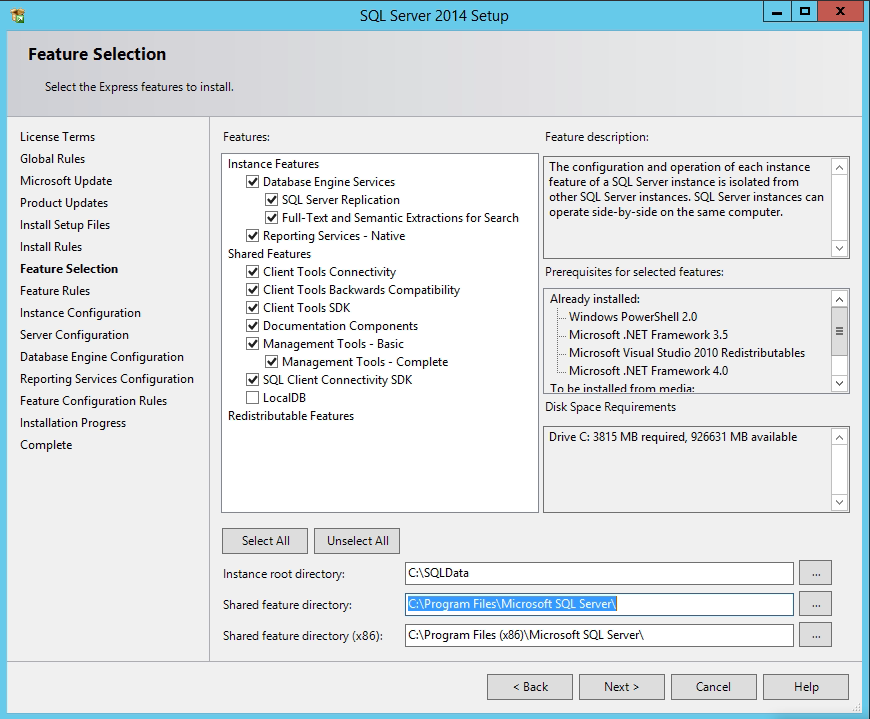 SQL Server 2014 Setup
Feature Selection
Select the Express features to install.
License Terms
Global Rules
Microsoft Update
Product Updates
Install Setup Files
Install Rules
Feature Selection
Feature Rules
Instance Configuration
Server Configuration
Database Engine Configuration
Reporting Services Configuration
Feature Configuration Rules
Installation Progress
Complete
Features:
Instance Features
Database Engine Services
SQL Server Replication
Full-Text and Semantic Extractions for Search
Reporting Services - Native
Shared Features
Client Tools Connectivity
Client Tools Backwards Compatibility
Client Tools SDK
Documentation Components
Management Tools - Basic
Management Tools - Complete
SQL Client Connectivity SDK
LocalDB
Redistributable Features
Feature description:
The configuration and operation of each instance
feature of a SQL Server instance is isolated from
other SQL Server instances. SQL Server instances can
operate side-by-side on the same computer.
Prerequisites for selected features:
Already installed:
Windows PowerShell 2.0
Microsoft .NET Framework 3.5
Microsoft Visual Studio 2010 Redistributables
Microsoft .NET Framework 4.0
To be installed from media:
Disk Space Requirements
Drive C: 3815 MB required, 926631 MB available
Select All
Unselect All
Instance root directory:
C:\SQLData
...
Shared feature directory:
C:\Program Files\Microsoft SQL Server\
...
Shared feature directory (x86):
C:\Program Files (x86)\Microsoft SQL Server\
...
< Back
Next >
Cancel
Help